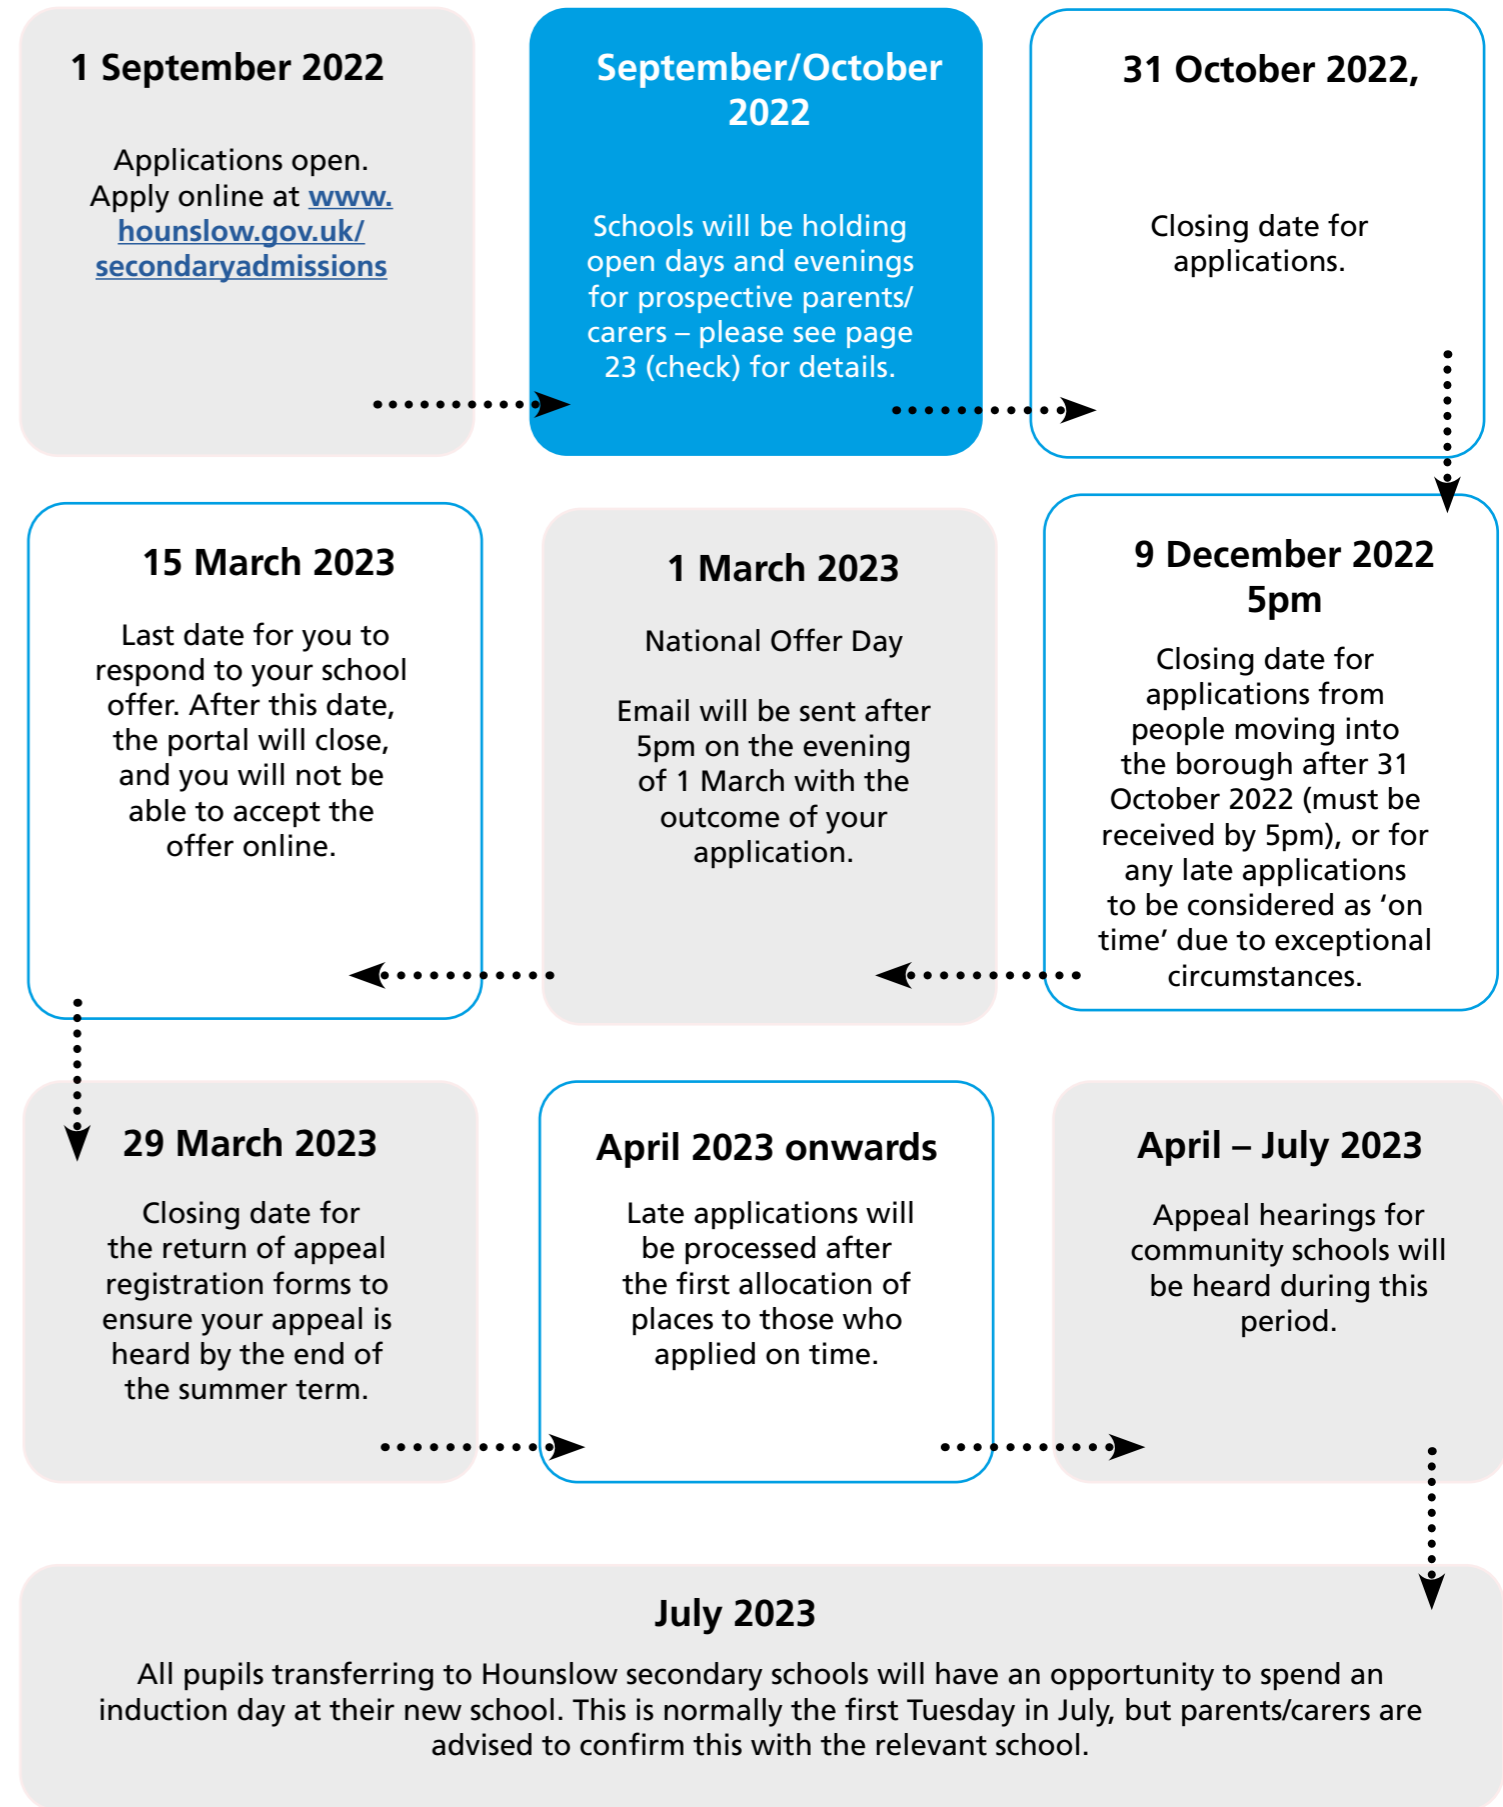 1 September 2022
Applications open.
Apply online at www.
hounslow.gov.uk/
secondaryadmissions
September/October
2022
Schools will be holding
open days and evenings
for prospective parents/
carers – please see page
23 (check) for details.
31 October 2022,
Closing date for
applications.
9 December 2022
5pm
Closing date for
applications from
people moving into
the borough after 31
October 2022 (must be
received by 5pm), or for
any late applications
to be considered as ‘on
time’ due to exceptional
circumstances.
1 March 2023
National Offer Day
Email will be sent after
5pm on the evening
of 1 March with the
outcome of your
application.
15 March 2023
Last date for you to
respond to your school
offer. After this date,
the portal will close,
and you will not be
able to accept the
offer online.
29 March 2023
Closing date for
the return of appeal
registration forms to
ensure your appeal is
heard by the end of
the summer term.
April 2023 onwards
Late applications will
be processed after
the first allocation of
places to those who
applied on time.
April – July 2023
Appeal hearings for
community schools will
be heard during this
period.
July 2023
All pupils transferring to Hounslow secondary schools will have an opportunity to spend an
induction day at their new school. This is normally the first Tuesday in July, but parents/carers are
advised to confirm this with the relevant school.